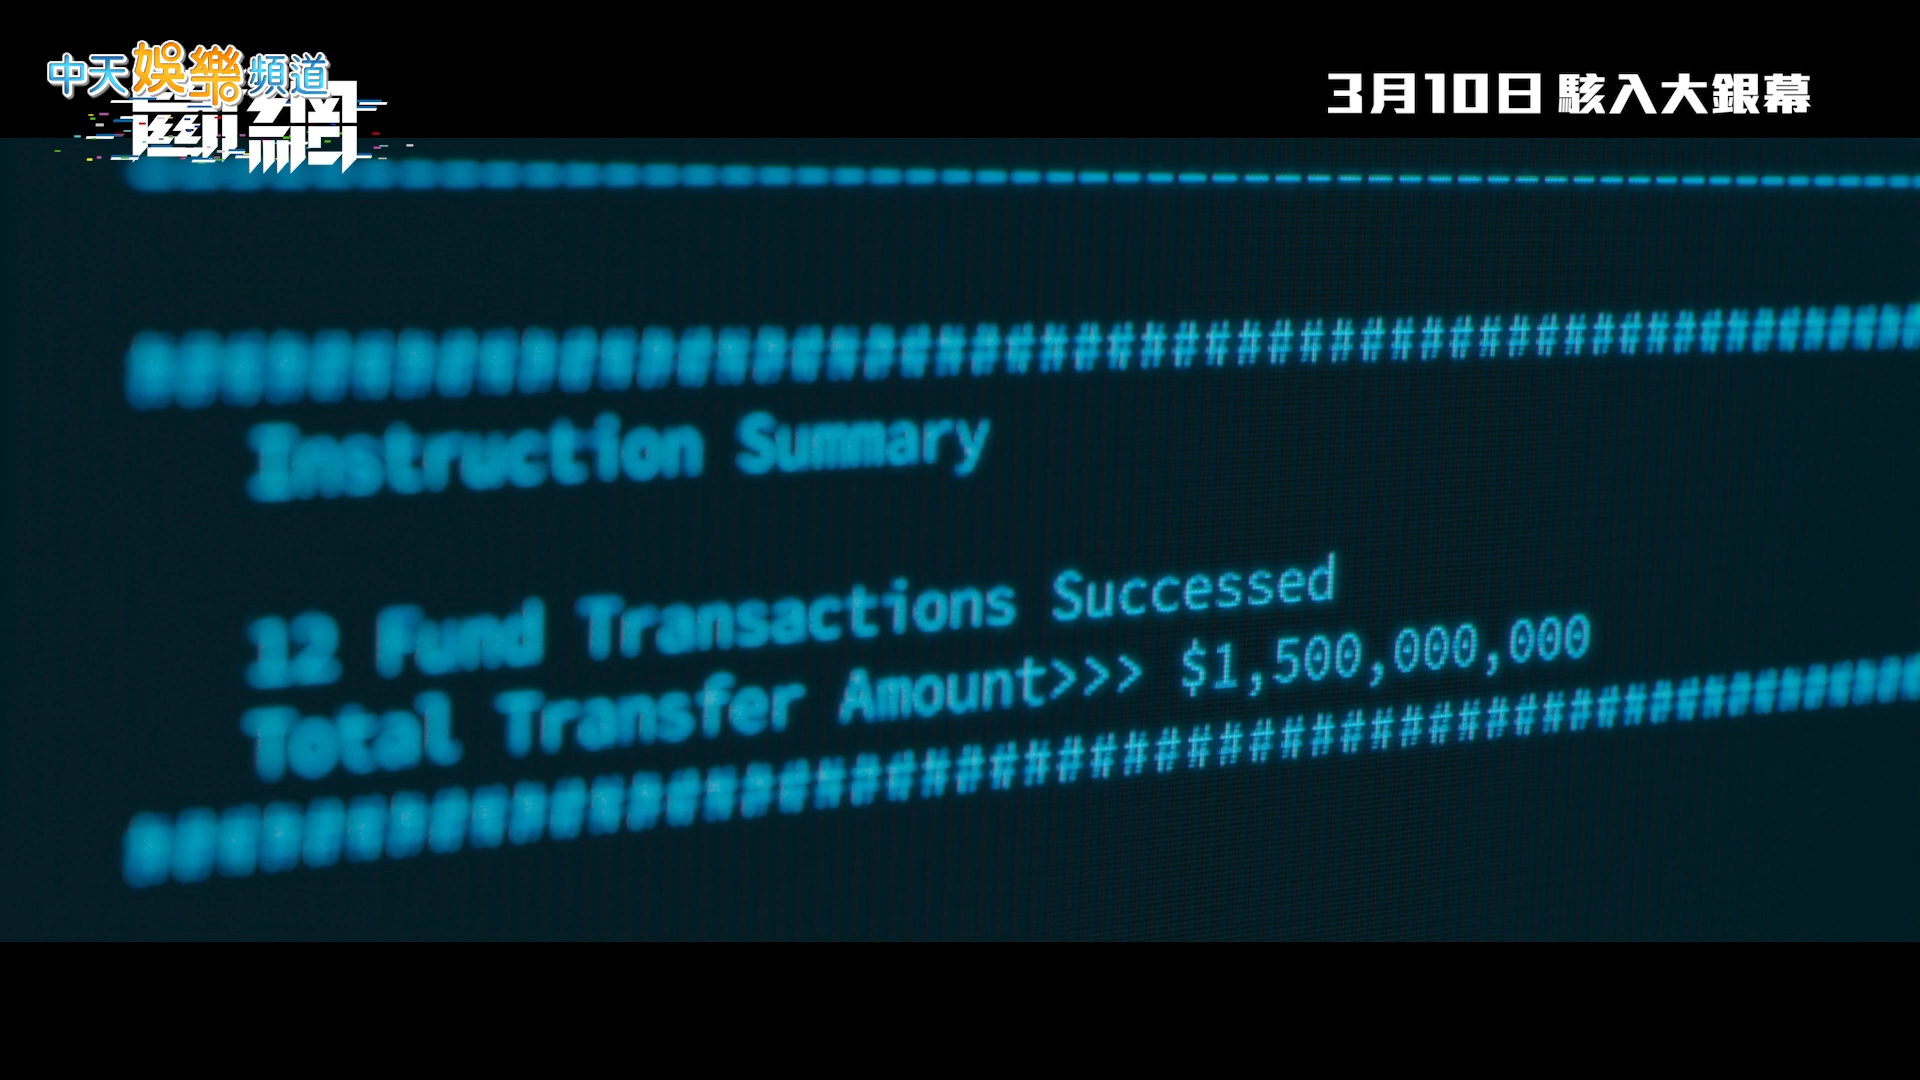 中天娛樂頻道
網
3月10日 駭入大銀幕
################################################
Instruction Summary
12 Fund Transactions Successed
Total Transfer Amount>>> $1,500,000,000
################################################